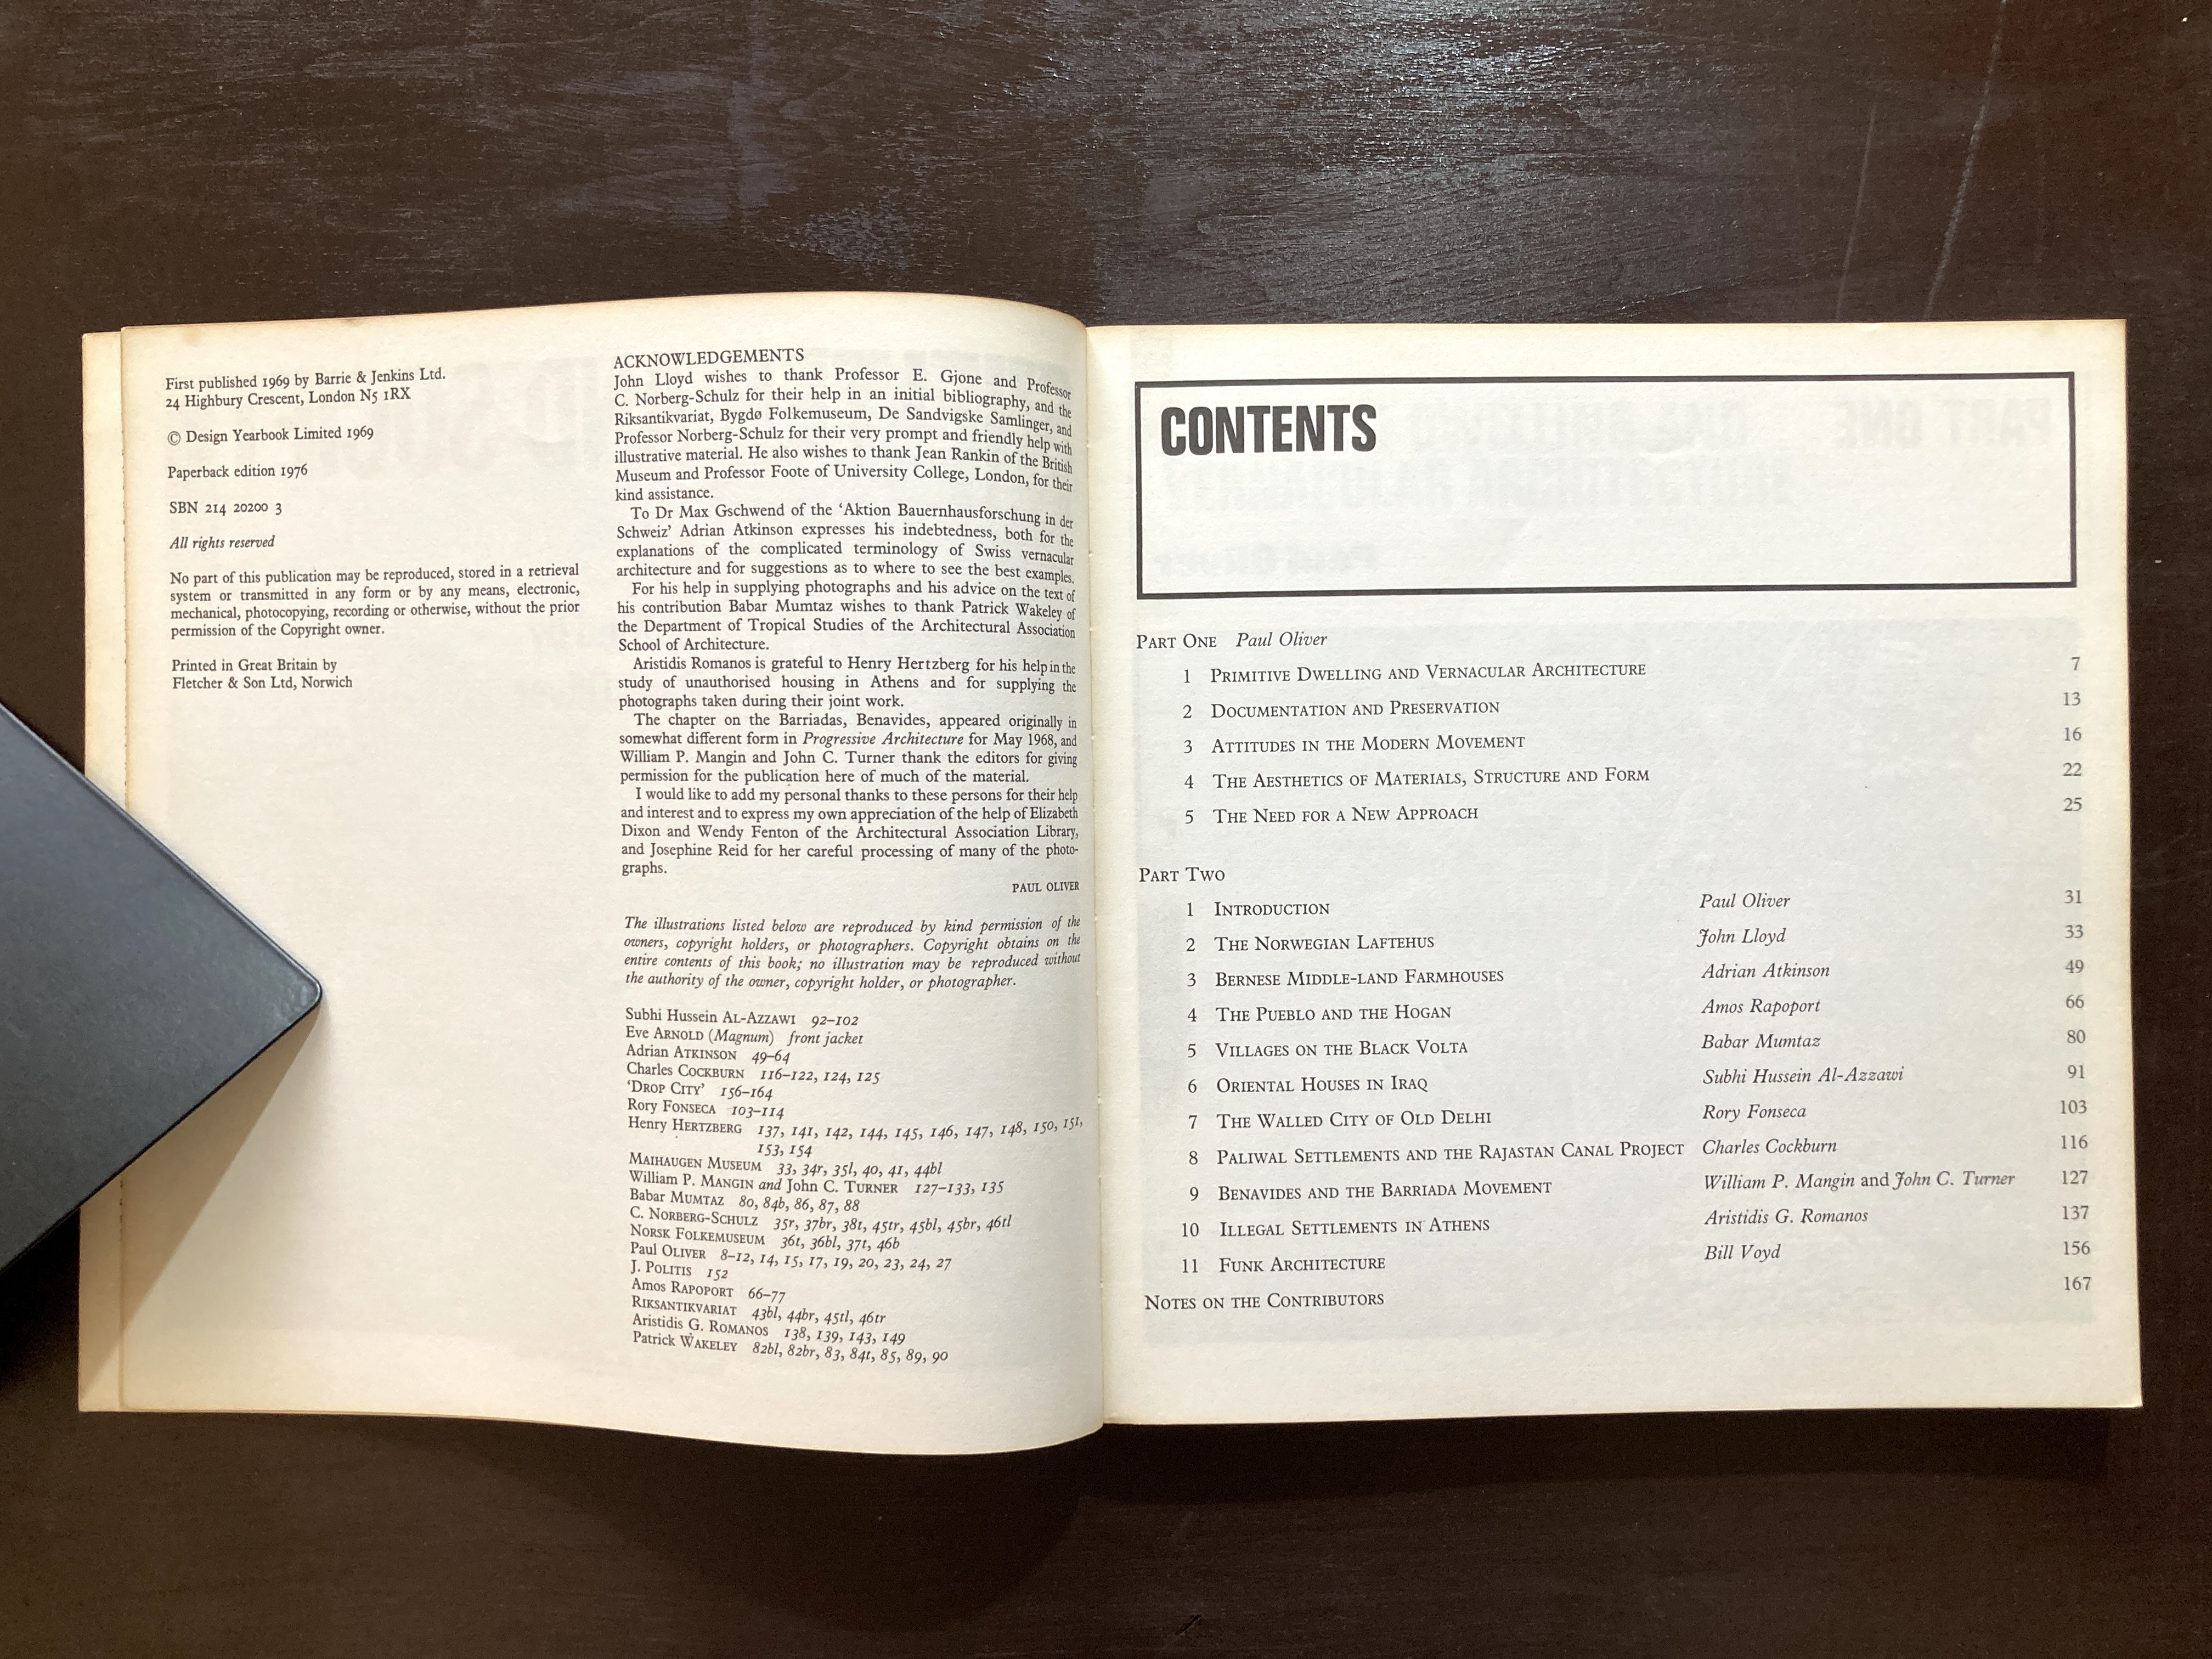 First published 1969 by Barrie & Jenkins Ltd.
24 Highbury Crescent, London N5 1RX
© Design Yearbook Limited 1969
Paperback edition 1976
SBN 214 20200 3
All rights reserved
No part of this publication may be reproduced, stored in a retrieval
system or transmitted in any form or by any means, electronic,
mechanical, photocopying, recording or otherwise, without the prior
permission of the Copyright owner.
Printed in Great Britain by
Fletcher & Son Ltd, Norwich
ACKNOWLEDGEMENTS
John Lloyd wishes to thank Professor E. Gjone and Professor
C. Norberg-Schulz for their help in an initial bibliography, and the
Riksantikvariat, Bygdø Folkemuseum, De Sandvigske Samlinger, and
Professor Norberg-Schulz for their very prompt and friendly help with
illustrative material. He also wishes to thank Jean Rankin of the British
Museum and Professor Foote of University College, London, for their
kind assistance.
To Dr Max Gschwend of the ‘Aktion Bauernhausforschung in der
Schweiz’ Adrian Atkinson expresses his indebtedness, both for the
explanations of the complicated terminology of Swiss vernacular
architecture and for suggestions as to where to see the best examples.
For his help in supplying photographs and his advice on the text of
his contribution Babar Mumtaz wishes to thank Patrick Wakeley of
the Department of Tropical Studies of the Architectural Association
School of Architecture.
Aristidis Romanos is grateful to Henry Hertzberg for his help in the
study of unauthorised housing in Athens and for supplying the
photographs taken during their joint work.
The chapter on the Barriadas, Benavides, appeared originally in
somewhat different form in Progressive Architecture for May 1968, and
William P. Mangin and John C. Turner thank the editors for giving
permission for the publication here of much of the material.
I would like to add my personal thanks to these persons for their help
and interest and to express my own appreciation of the help of Elizabeth
Dixon and Wendy Fenton of the Architectural Association Library,
and Josephine Reid for her careful processing of many of the photo-
graphs.
PAUL OLIVER
The illustrations listed below are reproduced by kind permission of the
owners, copyright holders, or photographers. Copyright obtains on the
entire contents of this book; no illustration may be reproduced without
the authority of the owner, copyright holder, or photographer.
Subhi Hussein AL-AZZAWI 92–102
Eve ARNOLD (Magnum) front jacket
Adrian ATKINSON 49–64
Charles COCKBURN 116–122, 124, 125
‘DROP CITY’ 156–164
Rory FONSECA 103–114
Henry HERTZBERG 137, 141, 142, 144, 145, 146, 147, 148, 150, 151,
153, 154
MAIHAUGEN MUSEUM 33, 34r, 35l, 40, 41, 44bl
William P. MANGIN and John C. TURNER 127–133, 135
Babar MUMTAZ 80, 84b, 86, 87, 88
C. NORBERG-SCHULZ 35r, 37br, 38t, 45tr, 45bl, 45br, 46tl
NORSK FOLKEMUSEUM 36t, 36bl, 37t, 46b
Paul OLIVER 8–12, 14, 15, 17, 19, 20, 23, 24, 27
J. POLITIS 152
Amos RAPOPORT 66–77
RIKSANTIKVARIAT 43bl, 44br, 45tl, 46tr
Aristidis G. ROMANOS 138, 139, 143, 149
Patrick WAKELEY 82bl, 82br, 83, 84t, 85, 89, 90
CONTENTS
PART ONE Paul Oliver
1 PRIMITIVE DWELLING AND VERNACULAR ARCHITECTURE 7
2 DOCUMENTATION AND PRESERVATION 13
3 ATTITUDES IN THE MODERN MOVEMENT 16
4 THE AESTHETICS OF MATERIALS, STRUCTURE AND FORM 22
5 THE NEED FOR A NEW APPROACH 25
PART TWO
1 INTRODUCTION Paul Oliver 31
2 THE NORWEGIAN LAFTEHUS John Lloyd 33
3 BERNESE MIDDLE-LAND FARMHOUSES Adrian Atkinson 49
4 THE PUEBLO AND THE HOGAN Amos Rapoport 66
5 VILLAGES ON THE BLACK VOLTA Babar Mumtaz 80
6 ORIENTAL HOUSES IN IRAQ Subhi Hussein Al-Azzawi 91
7 THE WALLED CITY OF OLD DELHI Rory Fonseca 103
8 PALIWAL SETTLEMENTS AND THE RAJASTAN CANAL PROJECT Charles Cockburn 116
9 BENAVIDES AND THE BARRIADA MOVEMENT William P. Mangin and John C. Turner 127
10 ILLEGAL SETTLEMENTS IN ATHENS Aristidis G. Romanos 137
11 FUNK ARCHITECTURE Bill Voyd 156
NOTES ON THE CONTRIBUTORS 167